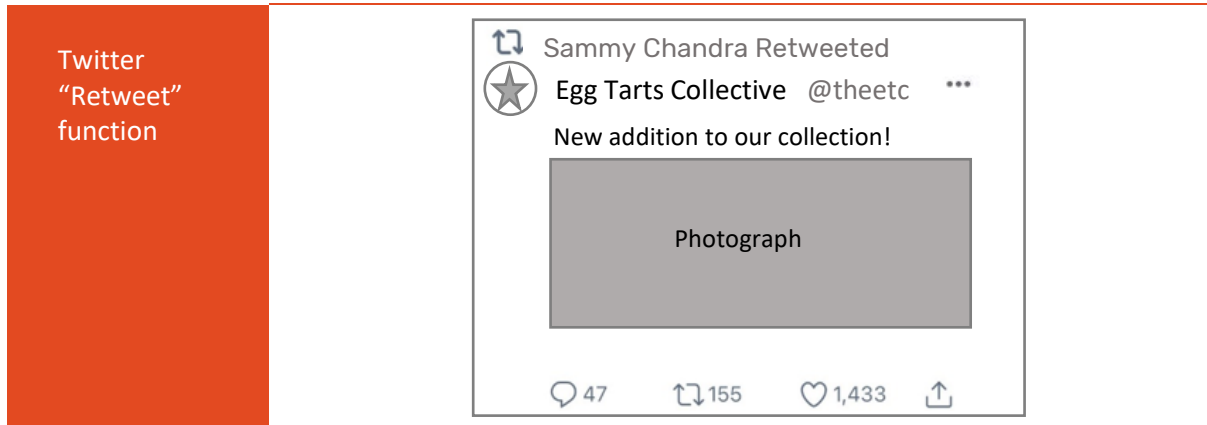 Twitter
“Retweet”
function
Sammy Chandra Retweeted
Egg Tarts Collective @theetc •••
New addition to our collection!
Photograph
47 155 1,433